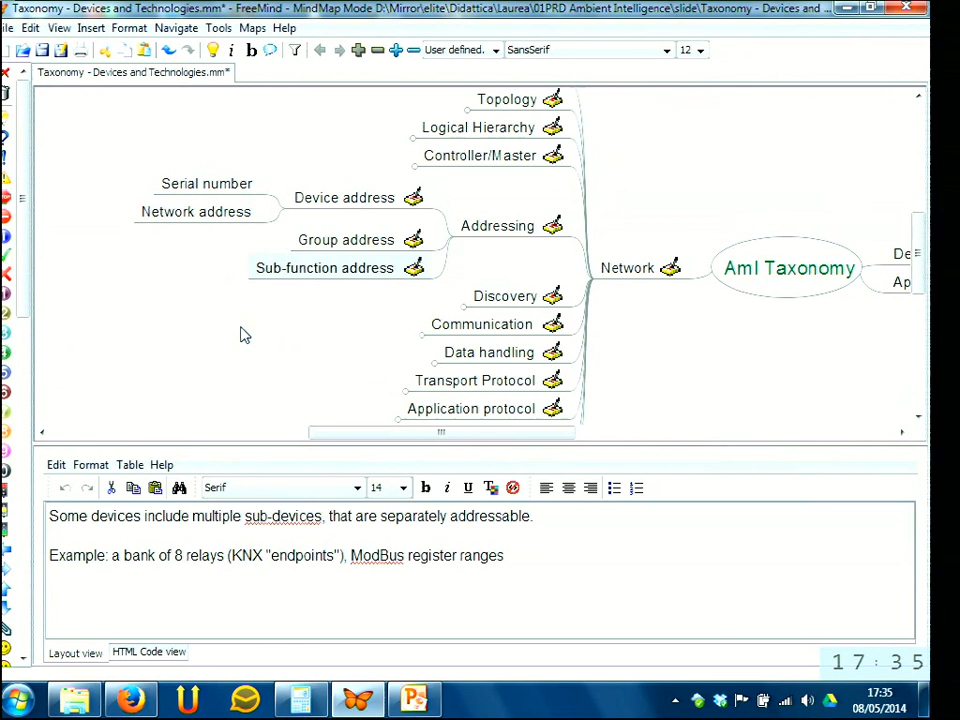 Taxonomy - Devices and Technologies.mm* - FreeMind - MindMap Mode D:\Mirror\elite\Didattica\Laurea\01PRD Ambient Intelligence\slide\Taxonomy - Devices and ...
File Edit View Insert Format Navigate Tools Maps Help
User defined. SansSerif 12
Taxonomy - Devices and Technologies.mm*
Topology
Logical Hierarchy
Controller/Master
Serial number
Device address
Network address
Addressing
Group address
Sub-function address
Network
AmI Taxonomy
De
Ap
Discovery
Communication
Data handling
Transport Protocol
Application protocol
Edit Format Table Help
Serif 14 b i U
Some devices include multiple sub-devices, that are separately addressable.
Example: a bank of 8 relays (KNX "endpoints"), ModBus register ranges
Layout view HTML Code view
17:35
17:35
08/05/2014